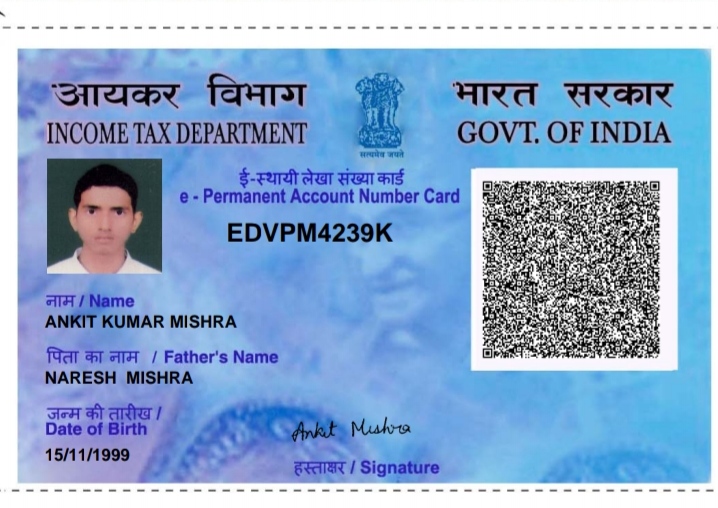 आयकर विभाग
INCOME TAX DEPARTMENT
सत्यमेव जयते
भारत सरकार
GOVT. OF INDIA
ई-स्थायी लेखा संख्या कार्ड
e - Permanent Account Number Card
EDVPM4239K
नाम / Name
ANKIT KUMAR MISHRA
पिता का नाम / Father's Name
NARESH MISHRA
जन्म की तारीख /
Date of Birth
15/11/1999
Ankit Mishra
हस्ताक्षर / Signature